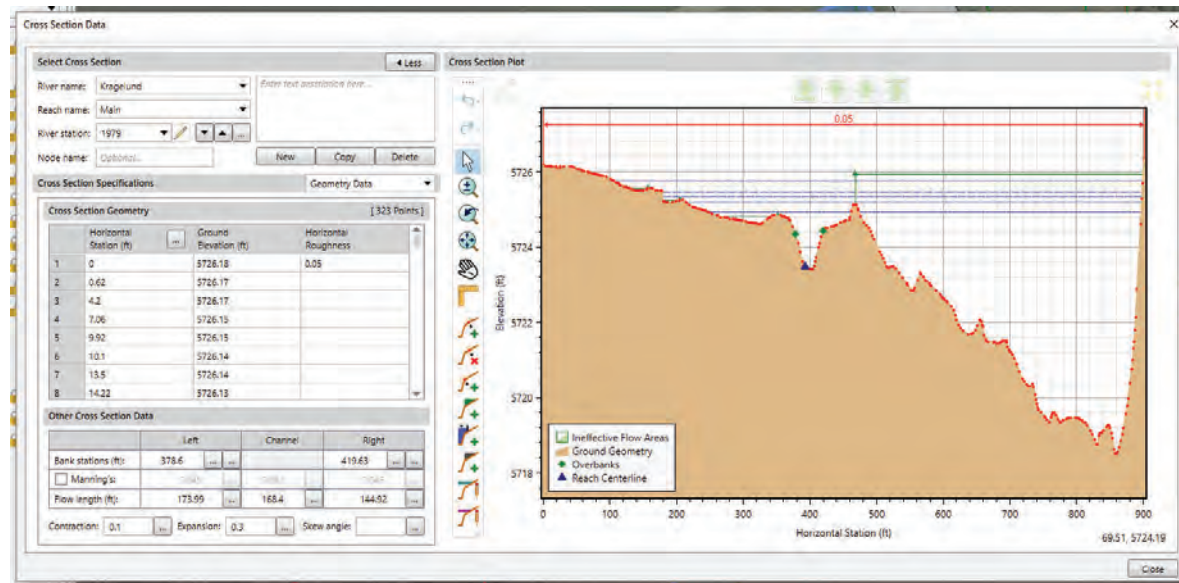 Cross Section Data
Select Cross Section
Less
River name: Kragelund
Enter text description here...
Reach name: Main
River station: 1979
...
Node name: Optional...
New Copy Delete
Cross Section Specifications
Geometry Data
Cross Section Geometry
[ 323 Points ]
Horizontal Station (ft) ... Ground Elevation (ft) Horizontal Roughness
1 0 5726.18 0.05
2 0.62 5726.17
3 4.2 5726.17
4 7.06 5726.15
5 9.92 5726.15
6 10.1 5726.14
7 13.5 5726.14
8 14.22 5726.13
Other Cross Section Data
Left Channel Right
Bank stations (ft): 378.6 ... ... 419.63 ... ...
Manning's:
Flow length (ft): 173.99 ... 168.4 ... 144.92 ...
Contraction: 0.1 ... Expansion: 0.3 ... Skew angle: ...
Cross Section Plot
0.05
5726
5724
5722
5720
5718
Elevation (ft)
Ineffective Flow Areas
Ground Geometry
Overbanks
Reach Centerline
0 100 200 300 400 500 600 700 800 900
Horizontal Station (ft)
69.51, 5724.19
Close